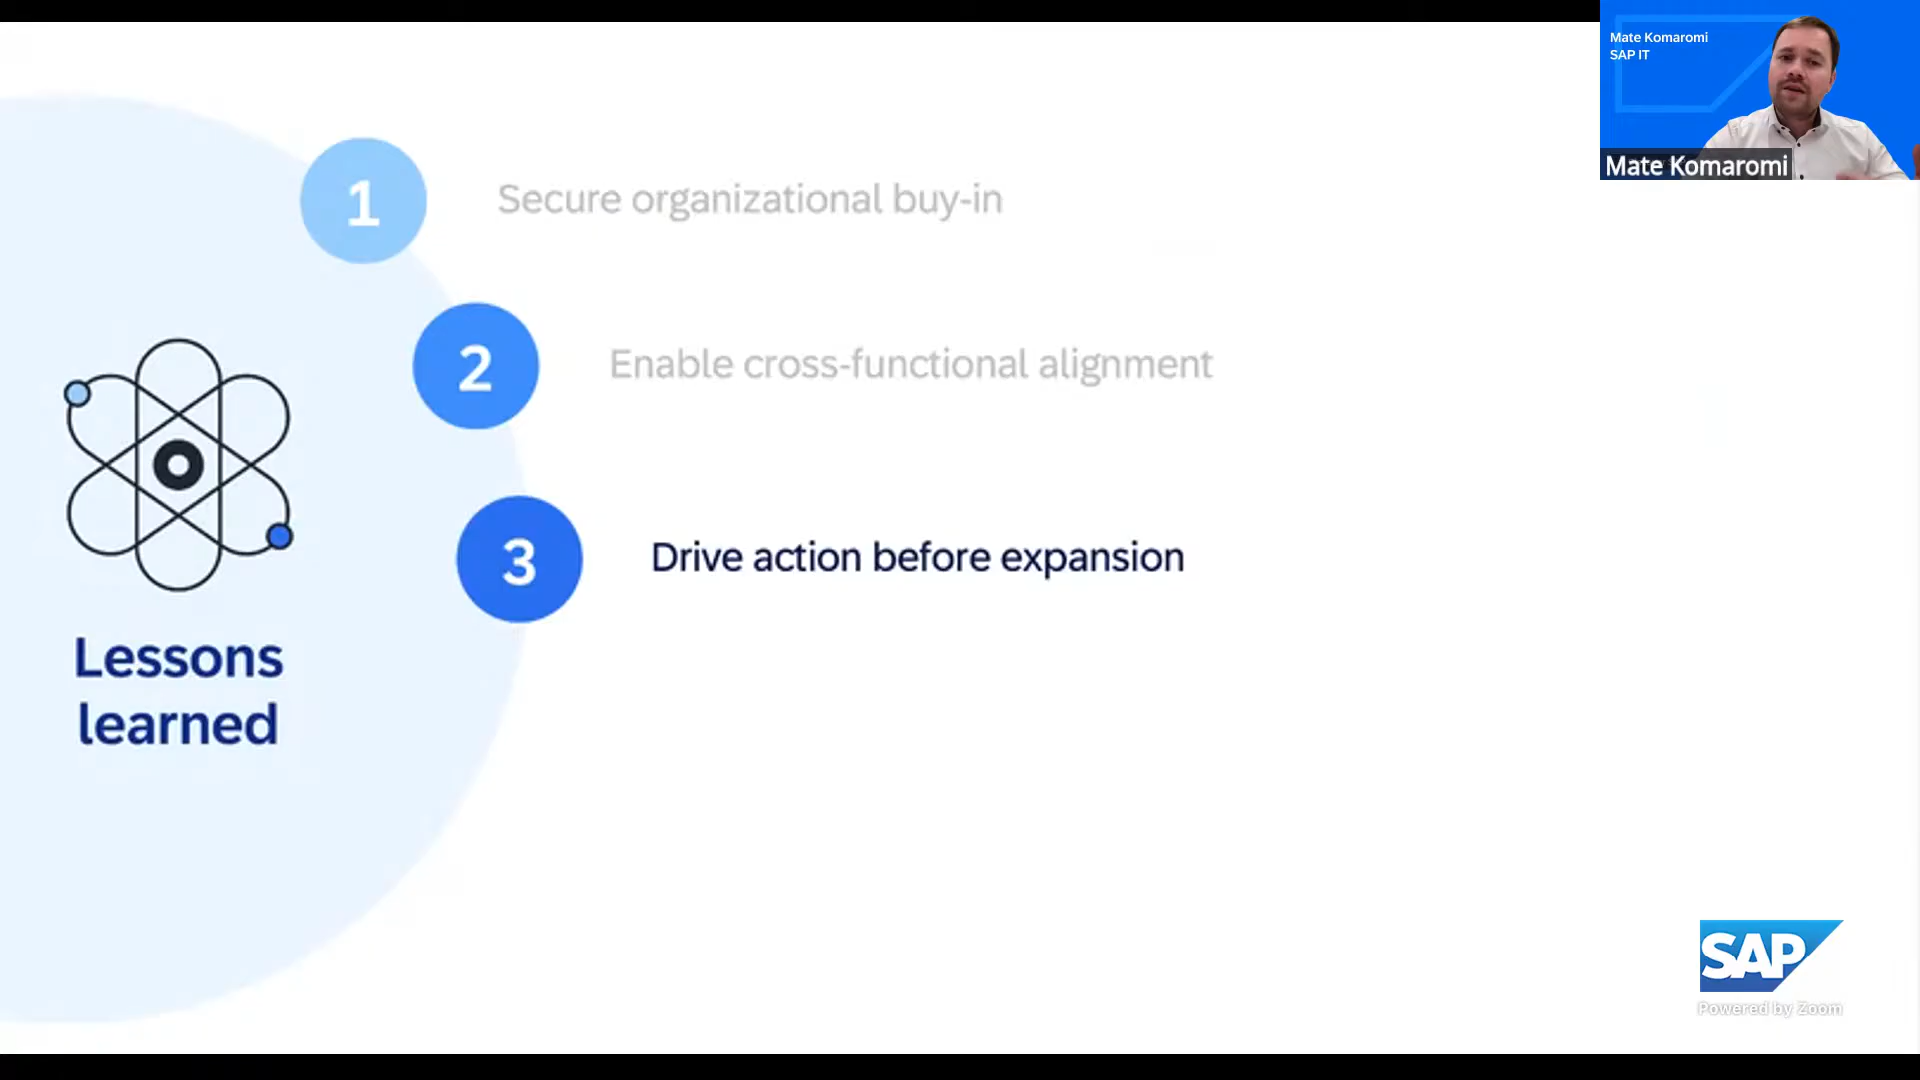 Mate Komaromi
SAP IT
Mate Komaromi
1
Secure organizational buy-in
2
Enable cross-functional alignment
3
Drive action before expansion
Lessons
learned
SAP
Powered by Zoom